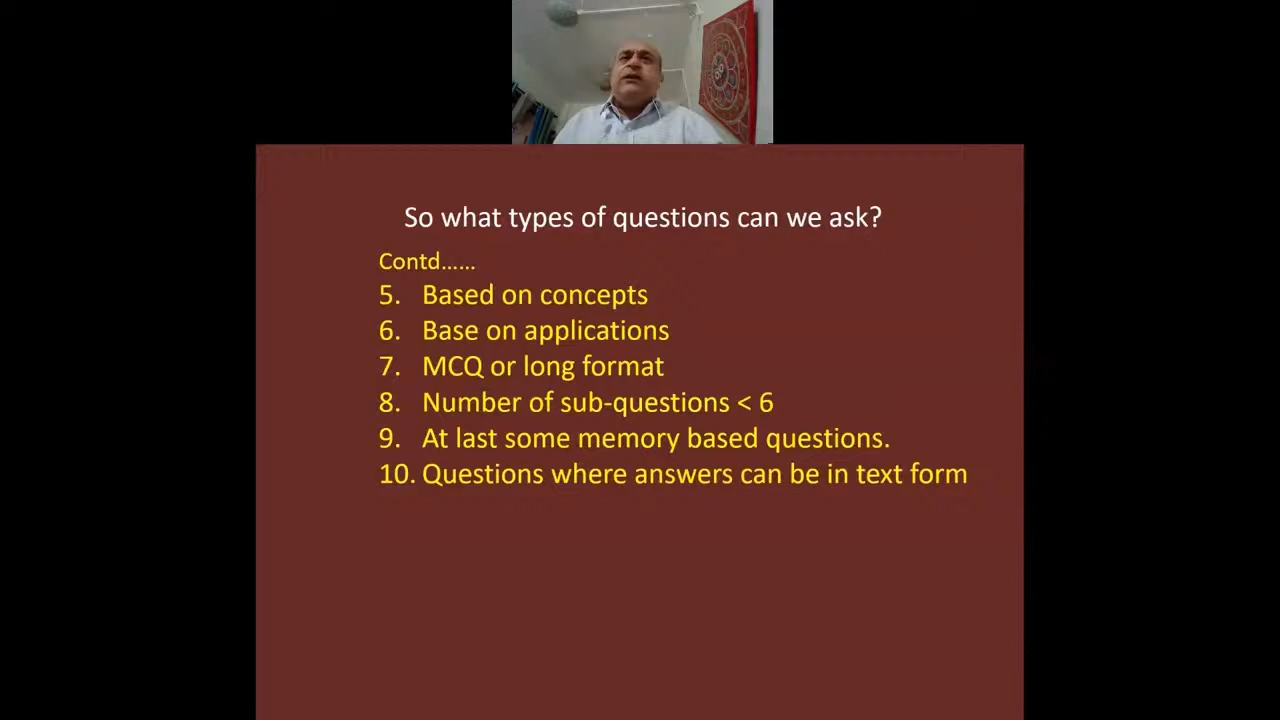 So what types of questions can we ask?
Contd......
5. Based on concepts
6. Base on applications
7. MCQ or long format
8. Number of sub-questions < 6
9. At last some memory based questions.
10. Questions where answers can be in text form